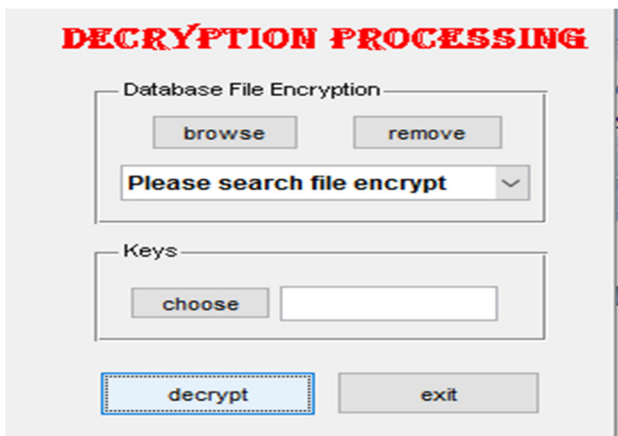 DECRYPTION PROCESSING
Database File Encryption
browse remove
Please search file encrypt
Keys
choose
decrypt exit